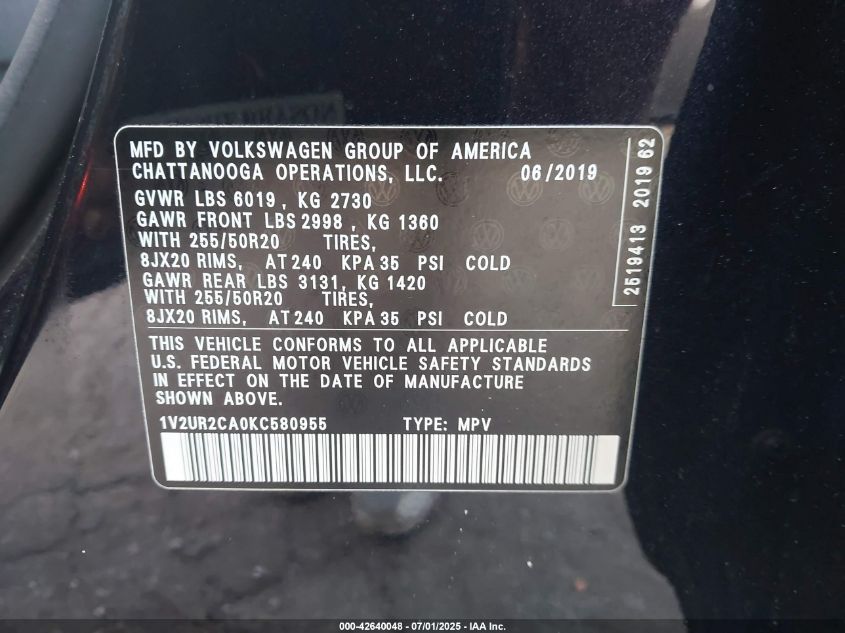 MFD BY VOLKSWAGEN GROUP OF AMERICA
CHATTANOOGA OPERATIONS, LLC. 06/2019
GVWR LBS 6019 , KG 2730
GAWR FRONT LBS 2998 , KG 1360
WITH 255/50R20 TIRES,
8JX20 RIMS, AT 240 KPA 35 PSI COLD
GAWR REAR LBS 3131, KG 1420
WITH 255/50R20 TIRES,
8JX20 RIMS, AT 240 KPA 35 PSI COLD
THIS VEHICLE CONFORMS TO ALL APPLICABLE
U.S. FEDERAL MOTOR VEHICLE SAFETY STANDARDS
IN EFFECT ON THE DATE OF MANUFACTURE
SHOWN ABOVE.
1V2UR2CA0KC580955 TYPE: MPV
2519413 2019 62
000-42640048 - 07/01/2025 - IAA Inc.